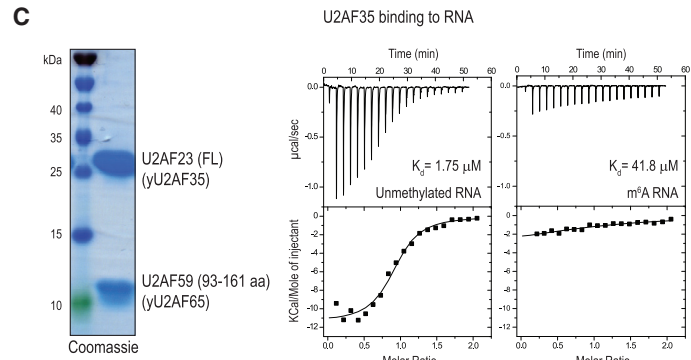 C
U2AF35 binding to RNA
kDa
40
35
25
15
10
U2AF23 (FL)
(yU2AF35)
U2AF59 (93-161 aa)
(yU2AF65)
Coomassie
Time (min)
0 10 20 30 40 50 60
µcal/sec
0.0
-0.5
-1.0
Kd= 1.75 µM
Unmethylated RNA
KCal/Mole of injectant
0
-2
-4
-6
-8
-10
-12
0.0 0.5 1.0 1.5 2.0
Molar Ratio
Time (min)
0 10 20 30 40 50 60
0.0
-0.5
-1.0
Kd= 41.8 µM
m⁶A RNA
0
-2
-4
-6
-8
-10
-12
0.0 0.5 1.0 1.5 2.0
Molar Ratio